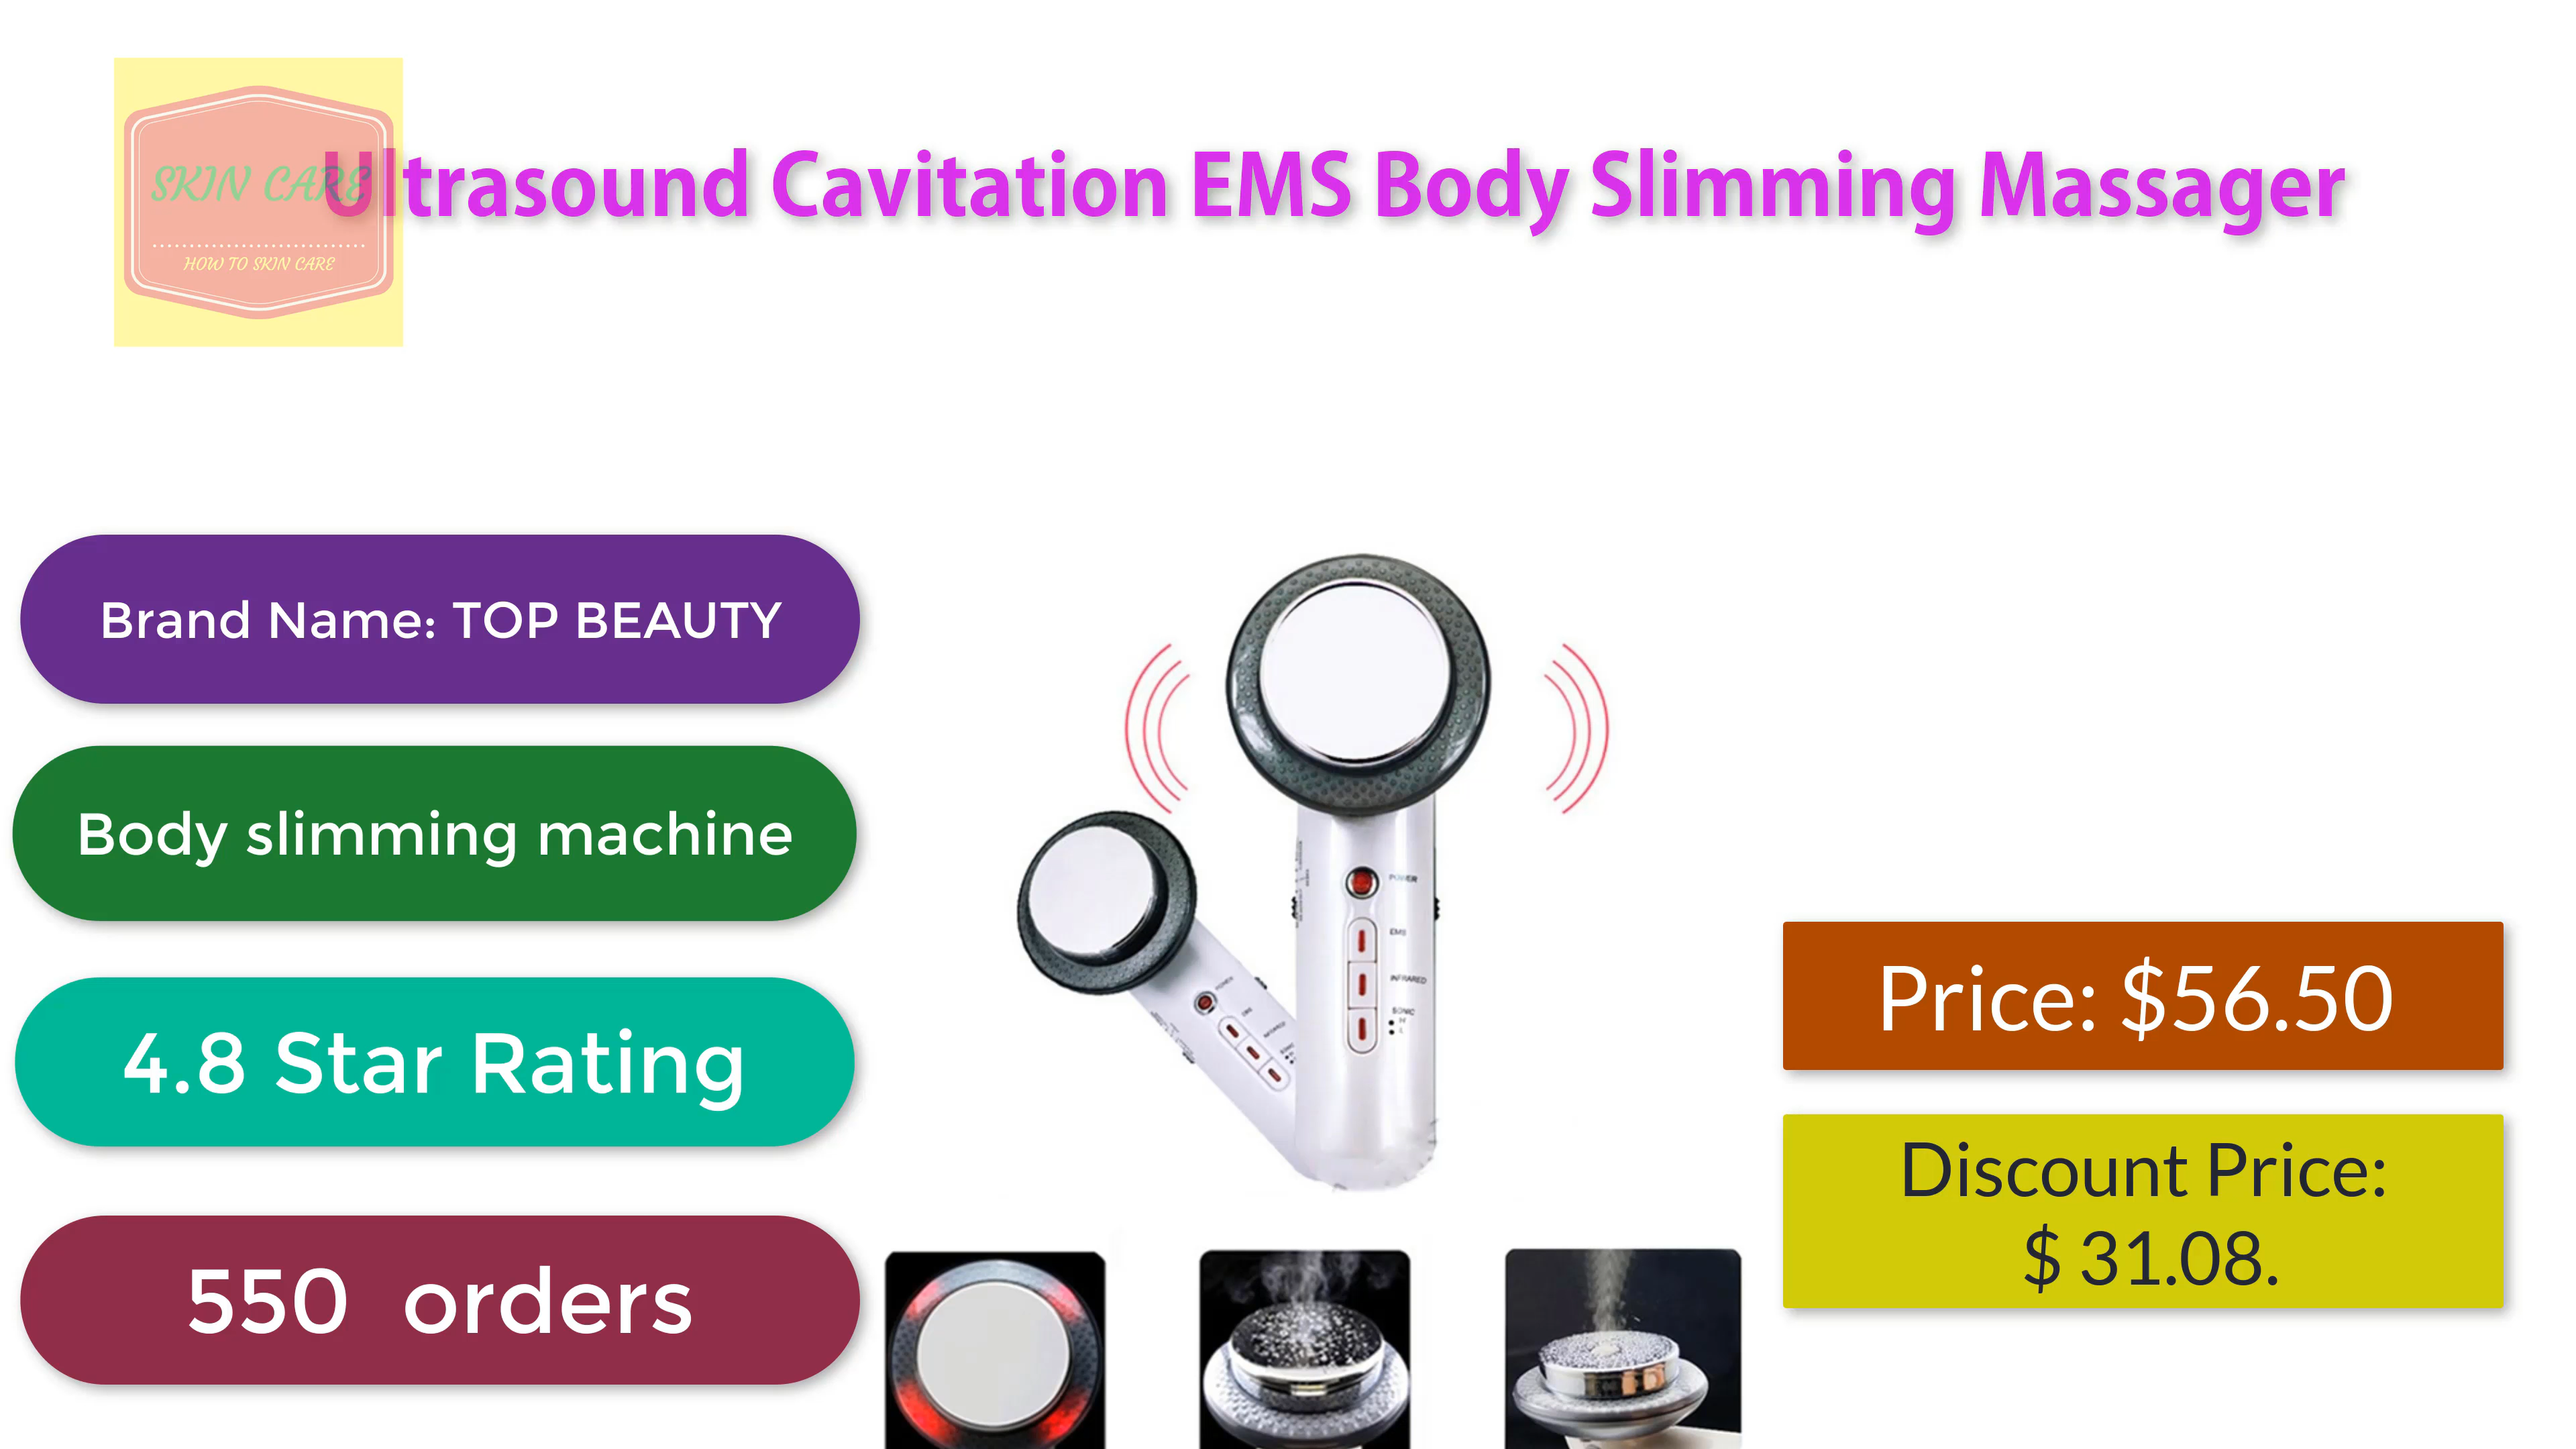 SKIN CARE
HOW TO SKIN CARE
Ultrasound Cavitation EMS Body Slimming Massager
Brand Name: TOP BEAUTY
Body slimming machine
4.8 Star Rating
550 orders
POWER
EMS
INFRARED
SONIC
H
L
Price: $56.50
Discount Price:
$ 31.08.